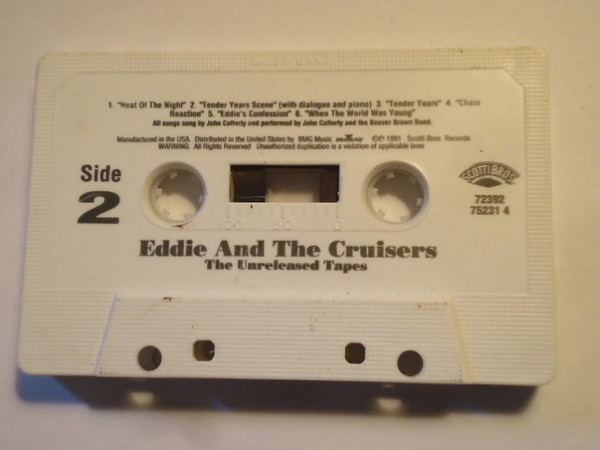 1. "Heat Of The Night" 2. "Tender Years Scene" (with dialogue and piano) 3. "Tender Years" 4. "Chain
Reaction" 5. "Eddie's Confession" 6. "When The World Was Young"
All songs sung by John Cafferty and performed by John Cafferty and the Beaver Brown Band.
Manufactured in the USA. Distributed in the United States by BMG Music ©℗ 1991 Scotti Bros. Records
WARNING: All Rights Reserved Unauthorized duplication is a violation of applicable laws
Side
2
SCOTTI BROS
72392
75231 4
100 50 0
Eddie And The Cruisers
The Unreleased Tapes